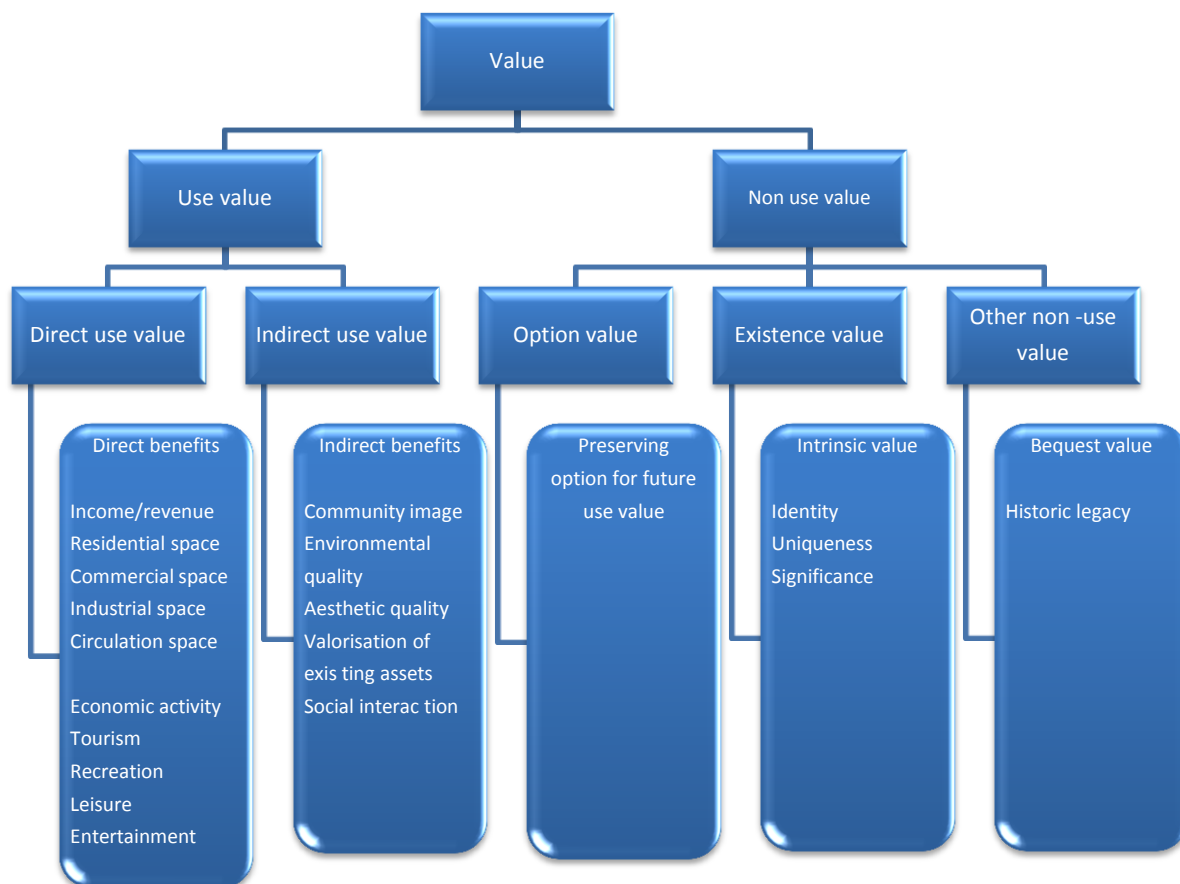 Value
Use value
Non use value
Direct use value
Indirect use value
Option value
Existence value
Other non -use
value
Direct benefits
Income/revenue
Residential space
Commercial space
Industrial space
Circulation space
Economic activity
Tourism
Recreation
Leisure
Entertainment
Indirect benefits
Community image
Environmental
quality
Aesthetic quality
Valorisation of
exis ting assets
Social interac tion
Preserving
option for future
use value
Intrinsic value
Identity
Uniqueness
Significance
Bequest value
Historic legacy